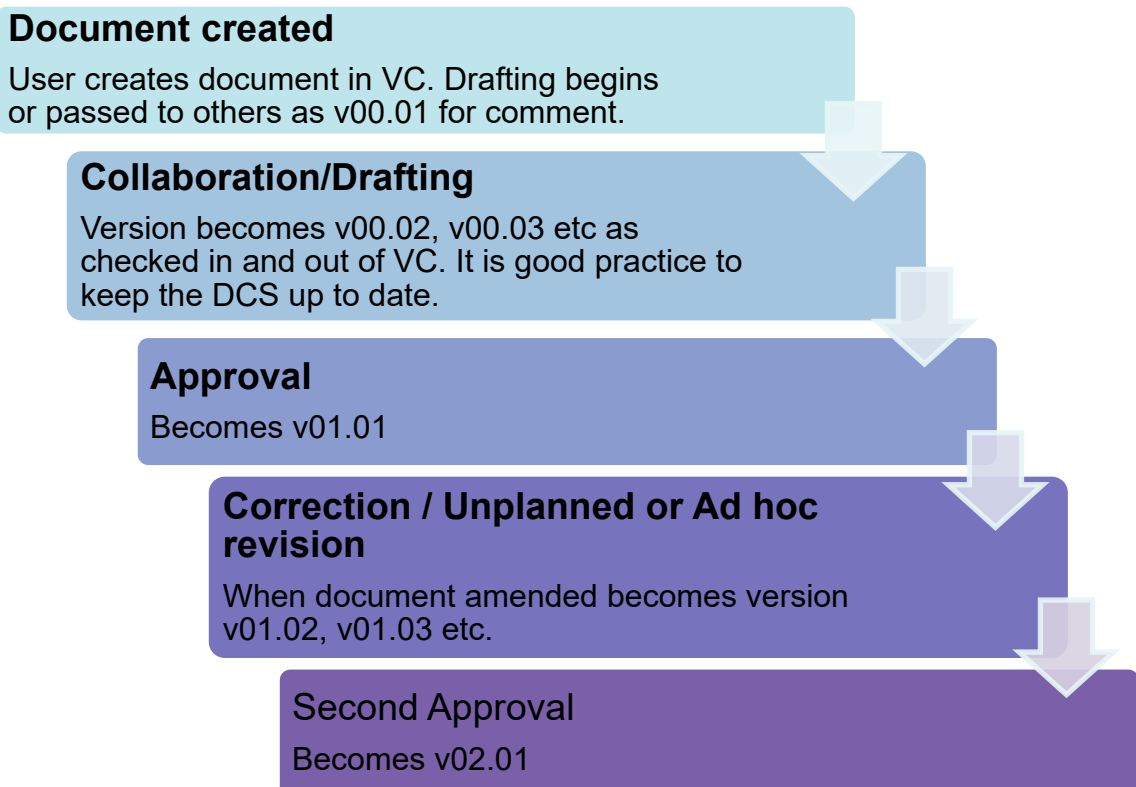 Document created
User creates document in VC. Drafting begins
or passed to others as v00.01 for comment.
Collaboration/Drafting
Version becomes v00.02, v00.03 etc as
checked in and out of VC. It is good practice to
keep the DCS up to date.
Approval
Becomes v01.01
Correction / Unplanned or Ad hoc
revision
When document amended becomes version
v01.02, v01.03 etc.
Second Approval
Becomes v02.01